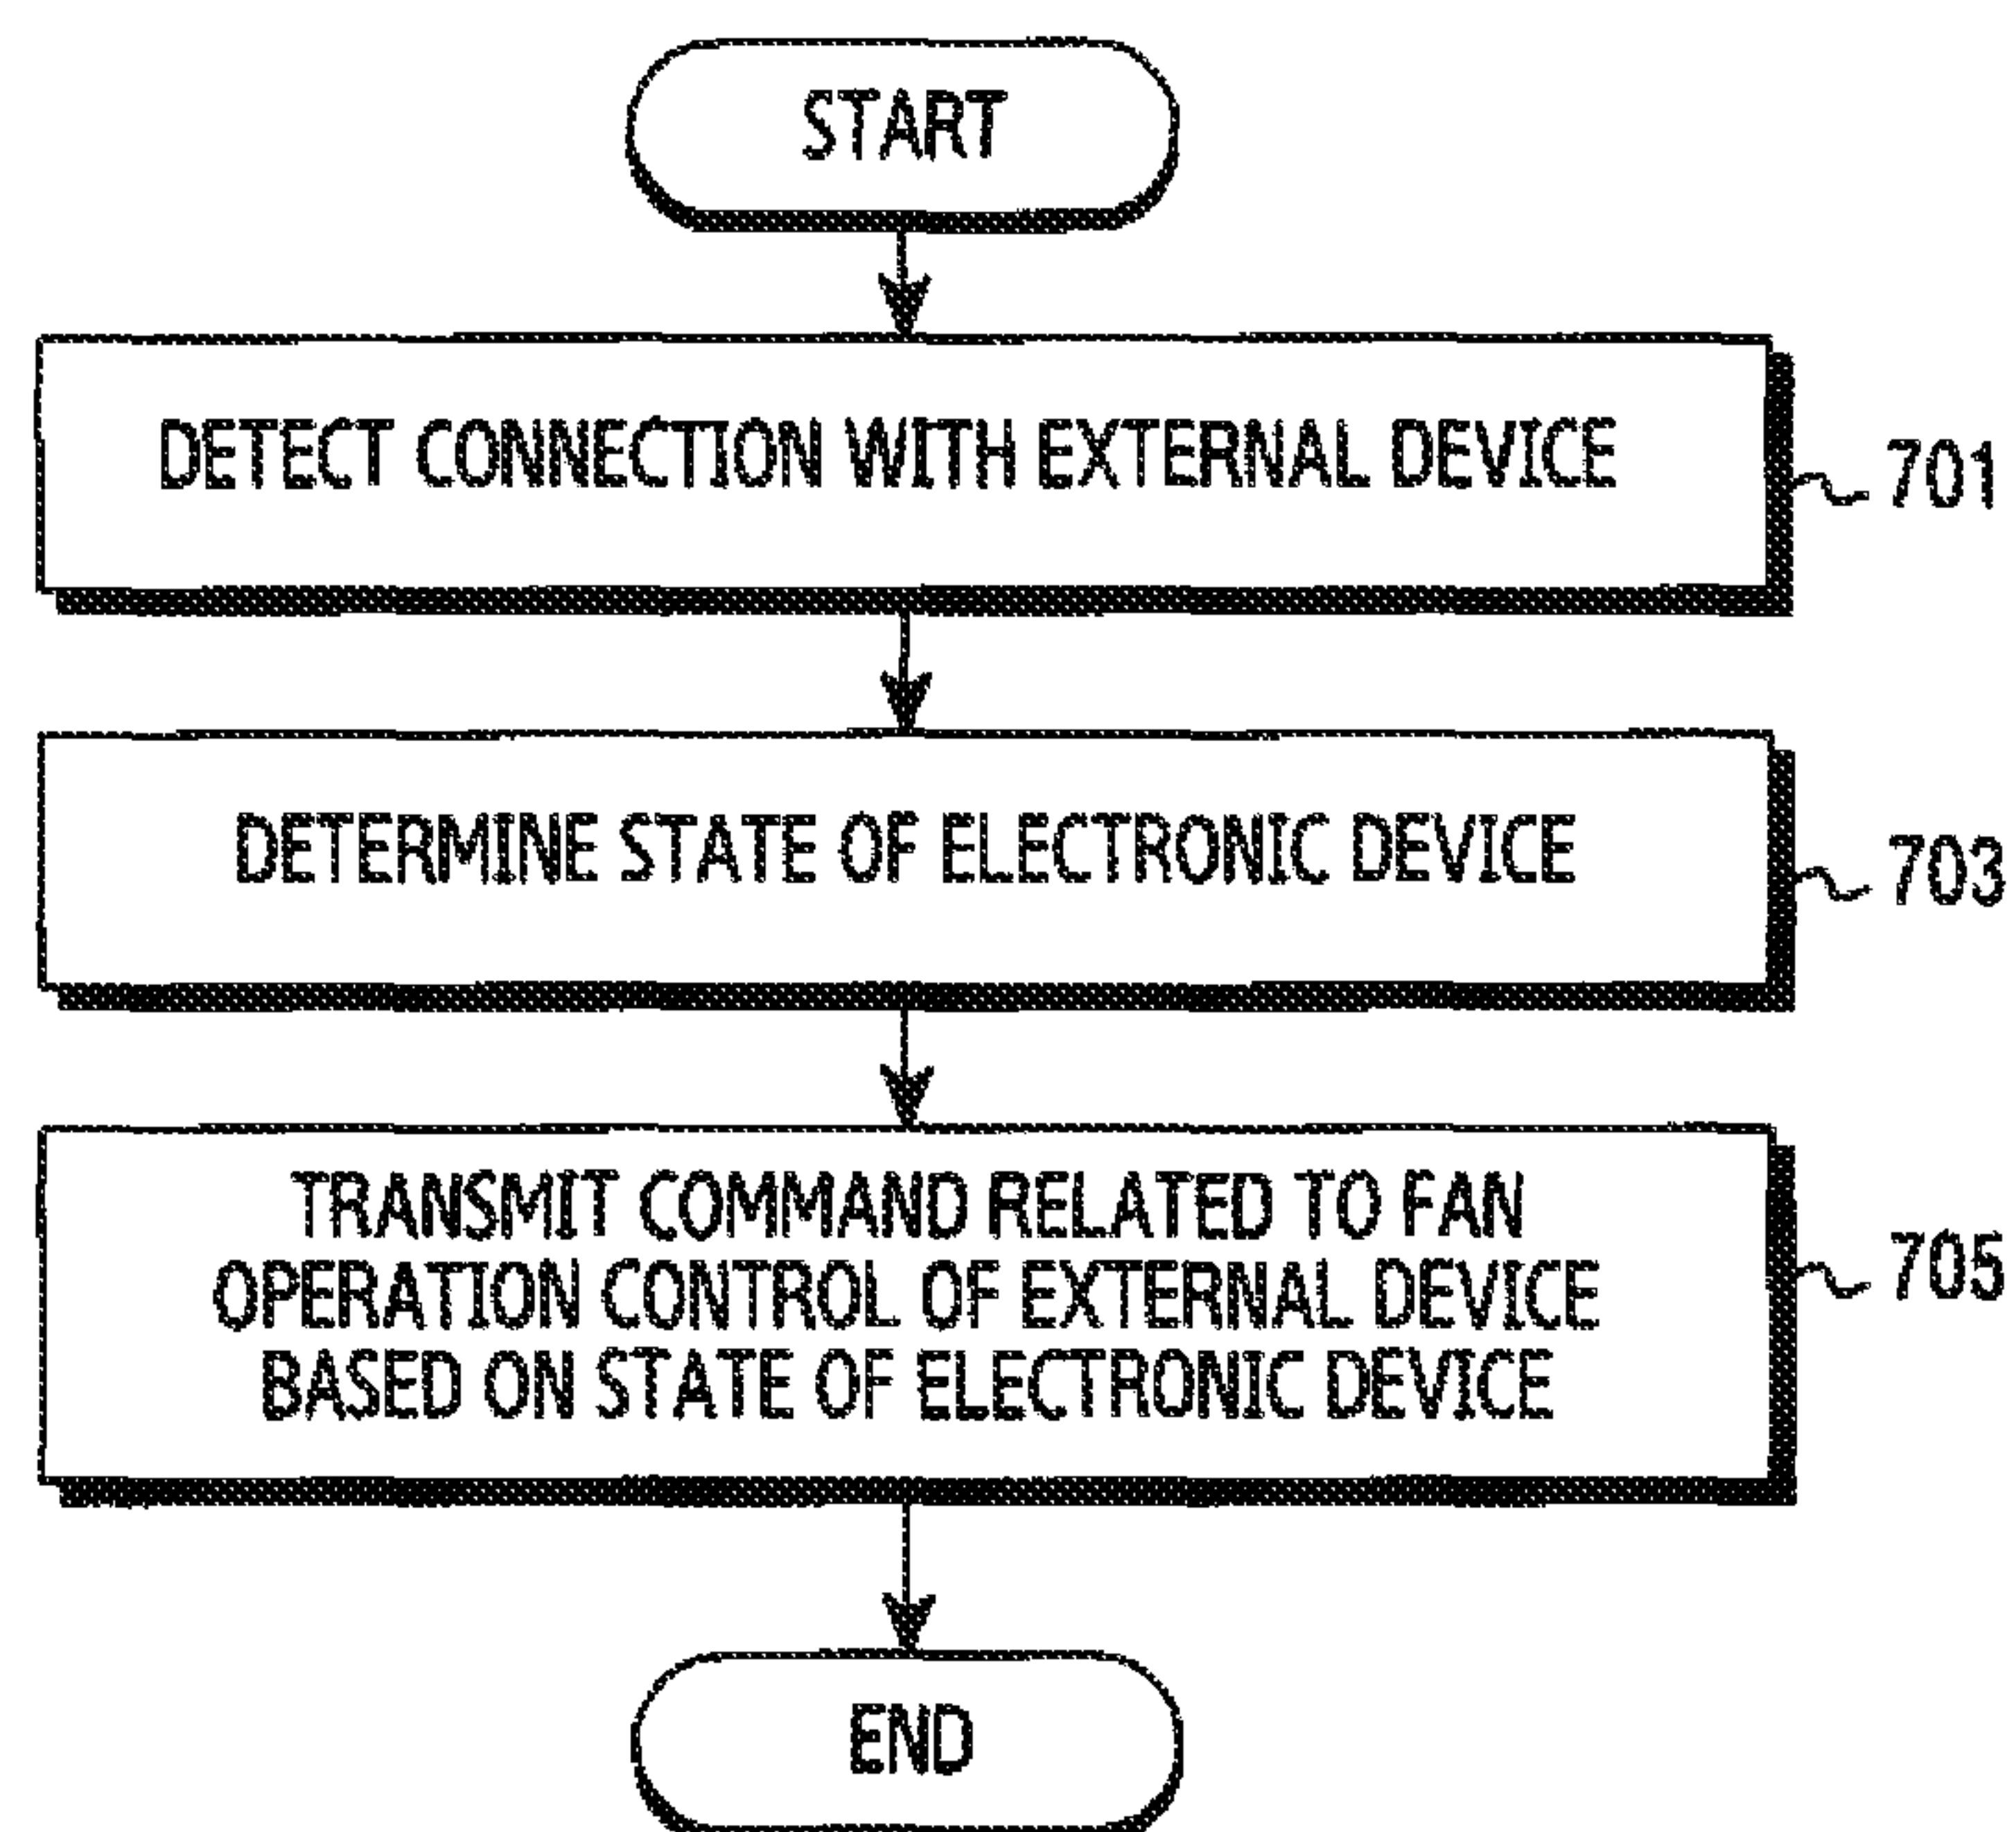 START
DETECT CONNECTION WITH EXTERNAL DEVICE
701
DETERMINE STATE OF ELECTRONIC DEVICE
703
TRANSMIT COMMAND RELATED TO FAN
OPERATION CONTROL OF EXTERNAL DEVICE
BASED ON STATE OF ELECTRONIC DEVICE
705
END